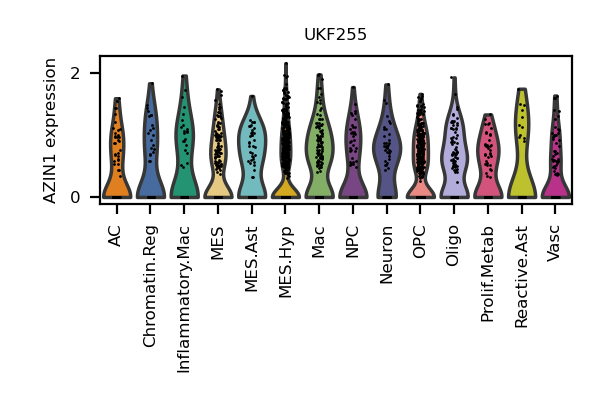 UKF255
AZIN1 expression
2
0
AC
Chromatin.Reg
Inflammatory.Mac
MES
MES.Ast
MES.Hyp
Mac
NPC
Neuron
OPC
Oligo
Prolif.Metab
Reactive.Ast
Vasc